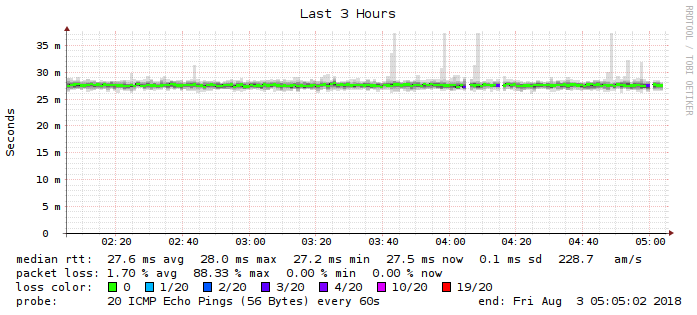 Last 3 Hours
RRDTOOL / TOBI OETIKER
Seconds
35 m
30 m
25 m
20 m
15 m
10 m
5 m
0
02:20 02:40 03:00 03:20 03:40 04:00 04:20 04:40 05:00
median rtt: 27.6 ms avg 28.0 ms max 27.2 ms min 27.5 ms now 0.1 ms sd 228.7 am/s
packet loss: 1.70 % avg 88.33 % max 0.00 % min 0.00 % now
loss color: 0 1/20 2/20 3/20 4/20 10/20 19/20
probe: 20 ICMP Echo Pings (56 Bytes) every 60s end: Fri Aug 3 05:05:02 2018